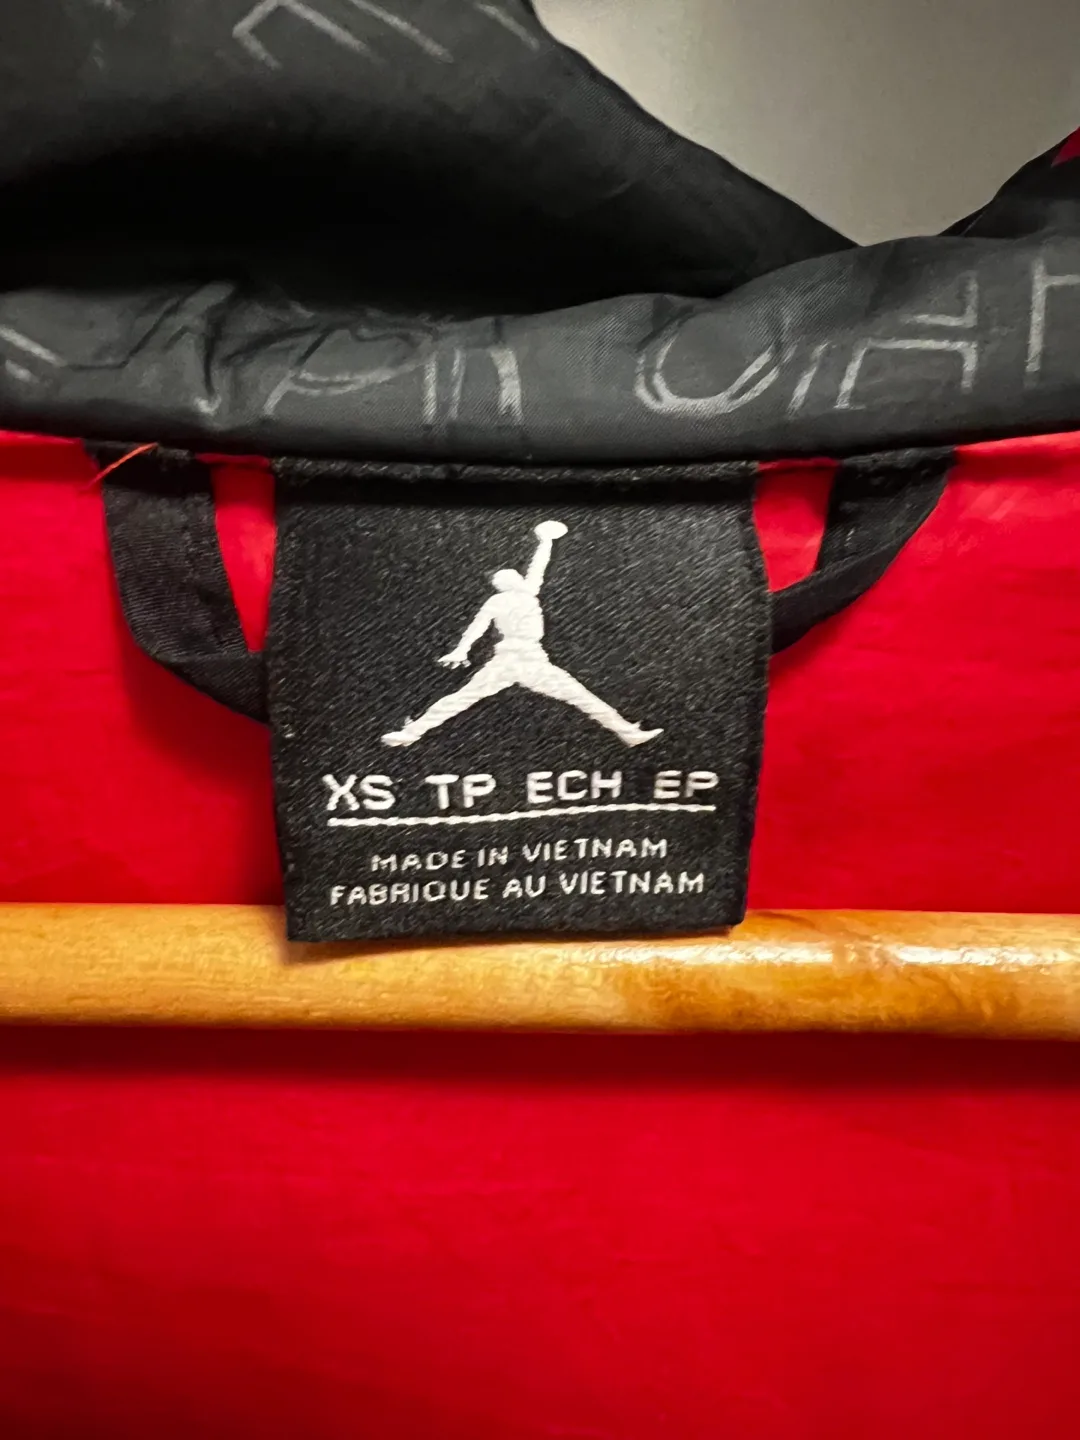 XS TP ECH EP
MADE IN VIETNAM
FABRIQUE AU VIETNAM